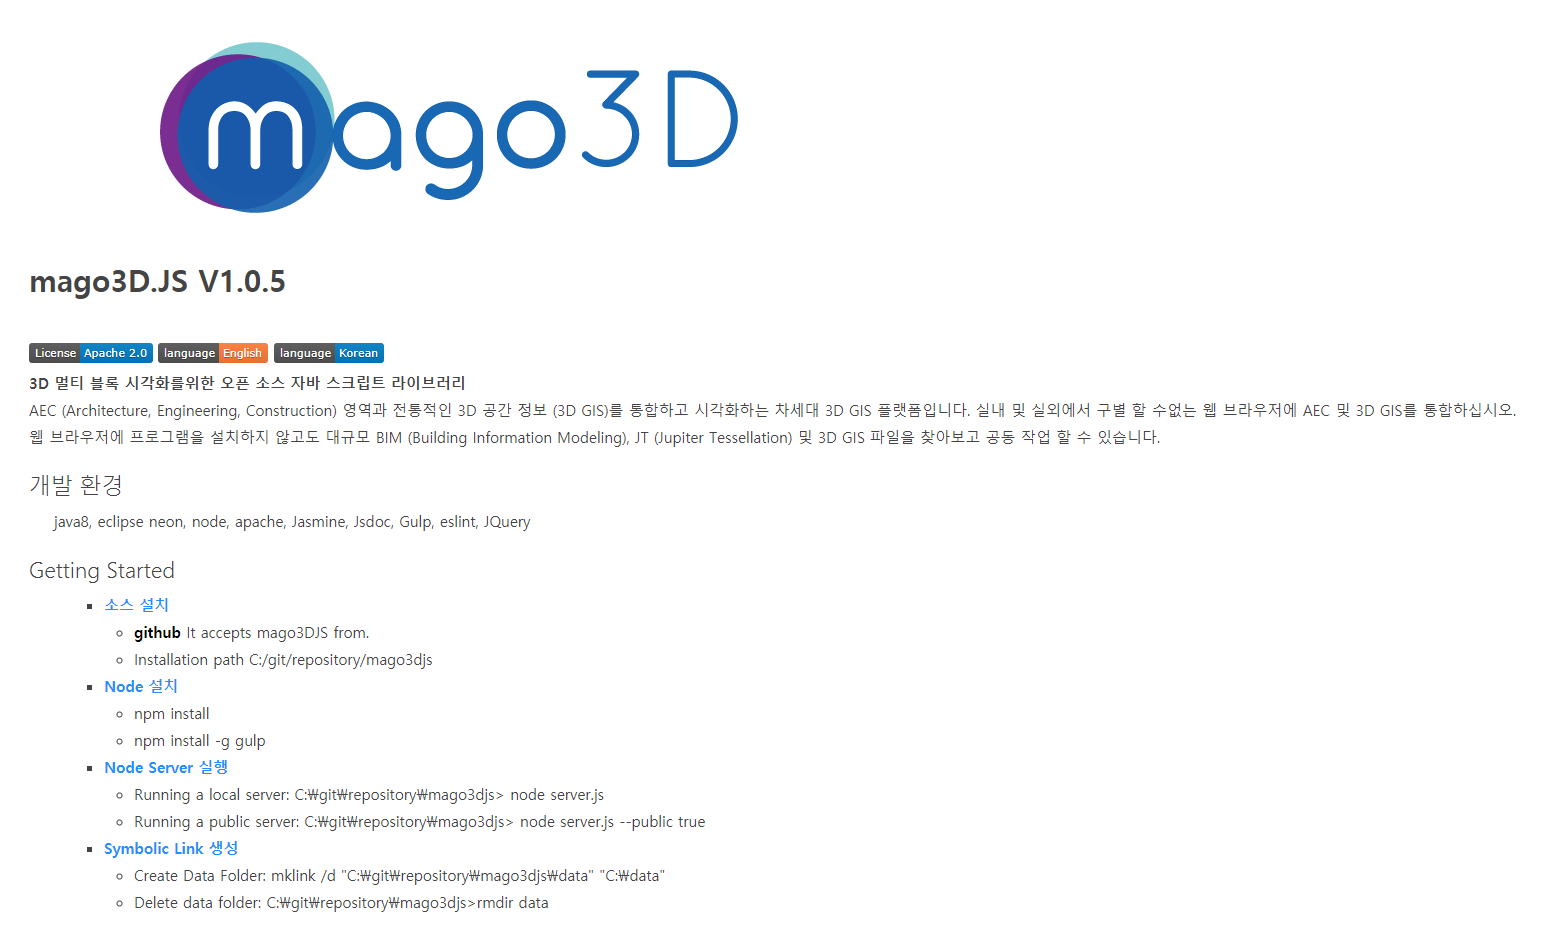 mago3D
mago3D.JS V1.0.5
License Apache 2.0 language English language Korean
3D 멀티 블록 시각화를위한 오픈 소스 자바 스크립트 라이브러리
AEC (Architecture, Engineering, Construction) 영역과 전통적인 3D 공간 정보 (3D GIS)를 통합하고 시각화하는 차세대 3D GIS 플랫폼입니다. 실내 및 실외에서 구별 할 수없는 웹 브라우저에 AEC 및 3D GIS를 통합하십시오.
웹 브라우저에 프로그램을 설치하지 않고도 대규모 BIM (Building Information Modeling), JT (Jupiter Tessellation) 및 3D GIS 파일을 찾아보고 공동 작업 할 수 있습니다.
개발 환경
java8, eclipse neon, node, apache, Jasmine, Jsdoc, Gulp, eslint, JQuery
Getting Started
소스 설치
github It accepts mago3DJS from.
Installation path C:/git/repository/mago3djs
Node 설치
npm install
npm install -g gulp
Node Server 실행
Running a local server: C:₩git₩repository₩mago3djs> node server.js
Running a public server: C:₩git₩repository₩mago3djs> node server.js --public true
Symbolic Link 생성
Create Data Folder: mklink /d "C:₩git₩repository₩mago3djs₩data" "C:₩data"
Delete data folder: C:₩git₩repository₩mago3djs>rmdir data